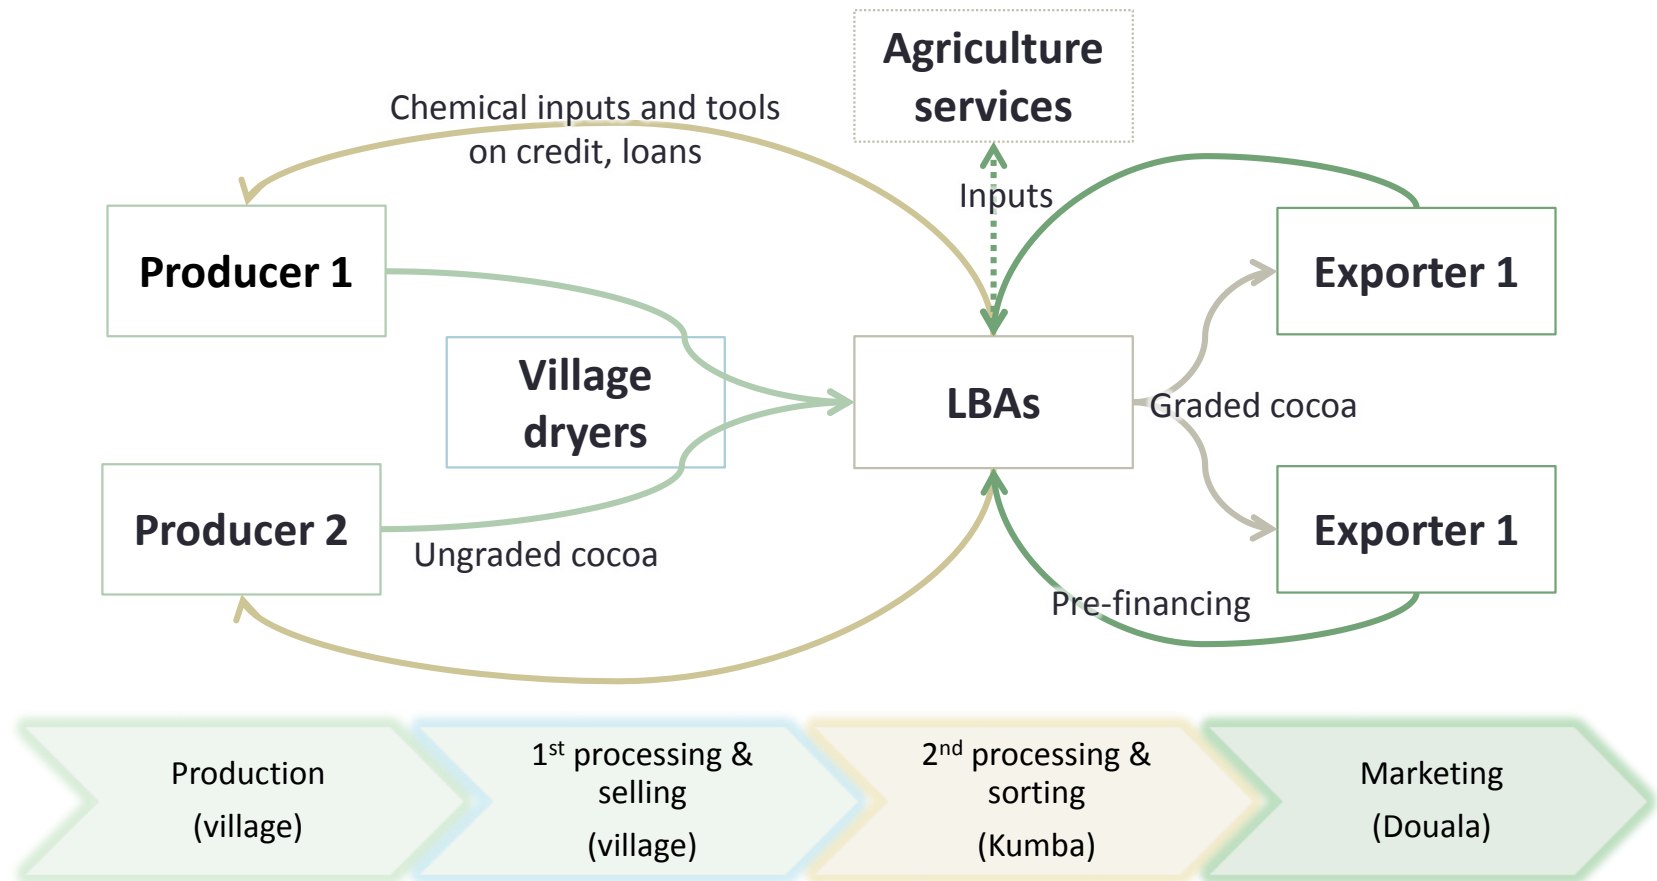 Agriculture
services
Chemical inputs and tools
on credit, loans
Inputs
Producer 1
Exporter 1
Village
dryers
LBAs
Graded cocoa
Producer 2
Ungraded cocoa
Exporter 1
Pre-financing
Production
(village)
1st processing &
selling
(village)
2nd processing &
sorting
(Kumba)
Marketing
(Douala)